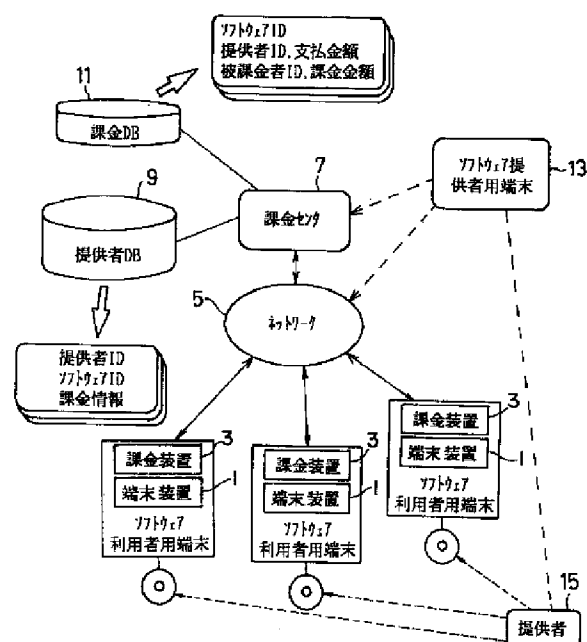 ソフトウェアID
提供者ID,支払金額
被課金者ID,課金金額
11
課金DB
9
提供者DB
7
課金センタ
ソフトウェア提
供者用端末
13
5
ネットワーク
提供者ID
ソフトウェアID
課金情報
課金装置
3
端末装置
1
ソフトウェア
利用者用端末
課金装置
3
端末装置
1
ソフトウェア
利用者用端末
課金装置
3
端末装置
1
ソフトウェア
利用者用端末
15
提供者